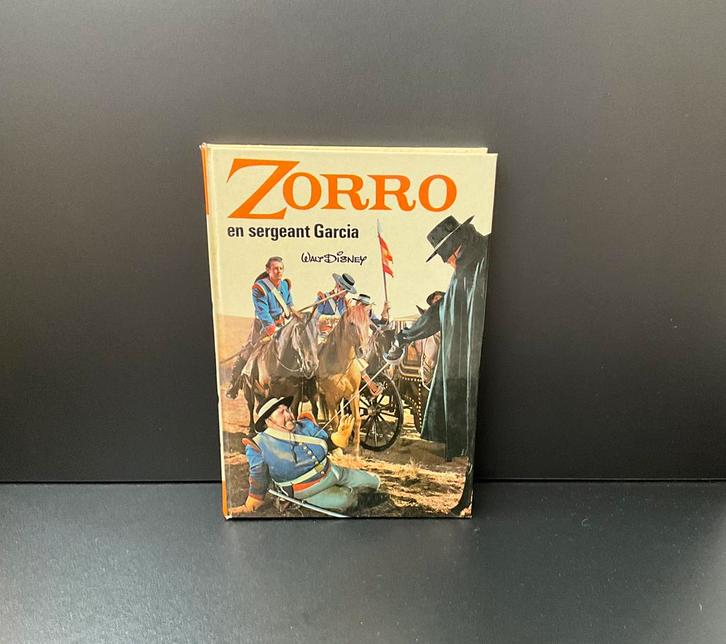 ZORRO
en sergeant Garcia
WALT DISNEY